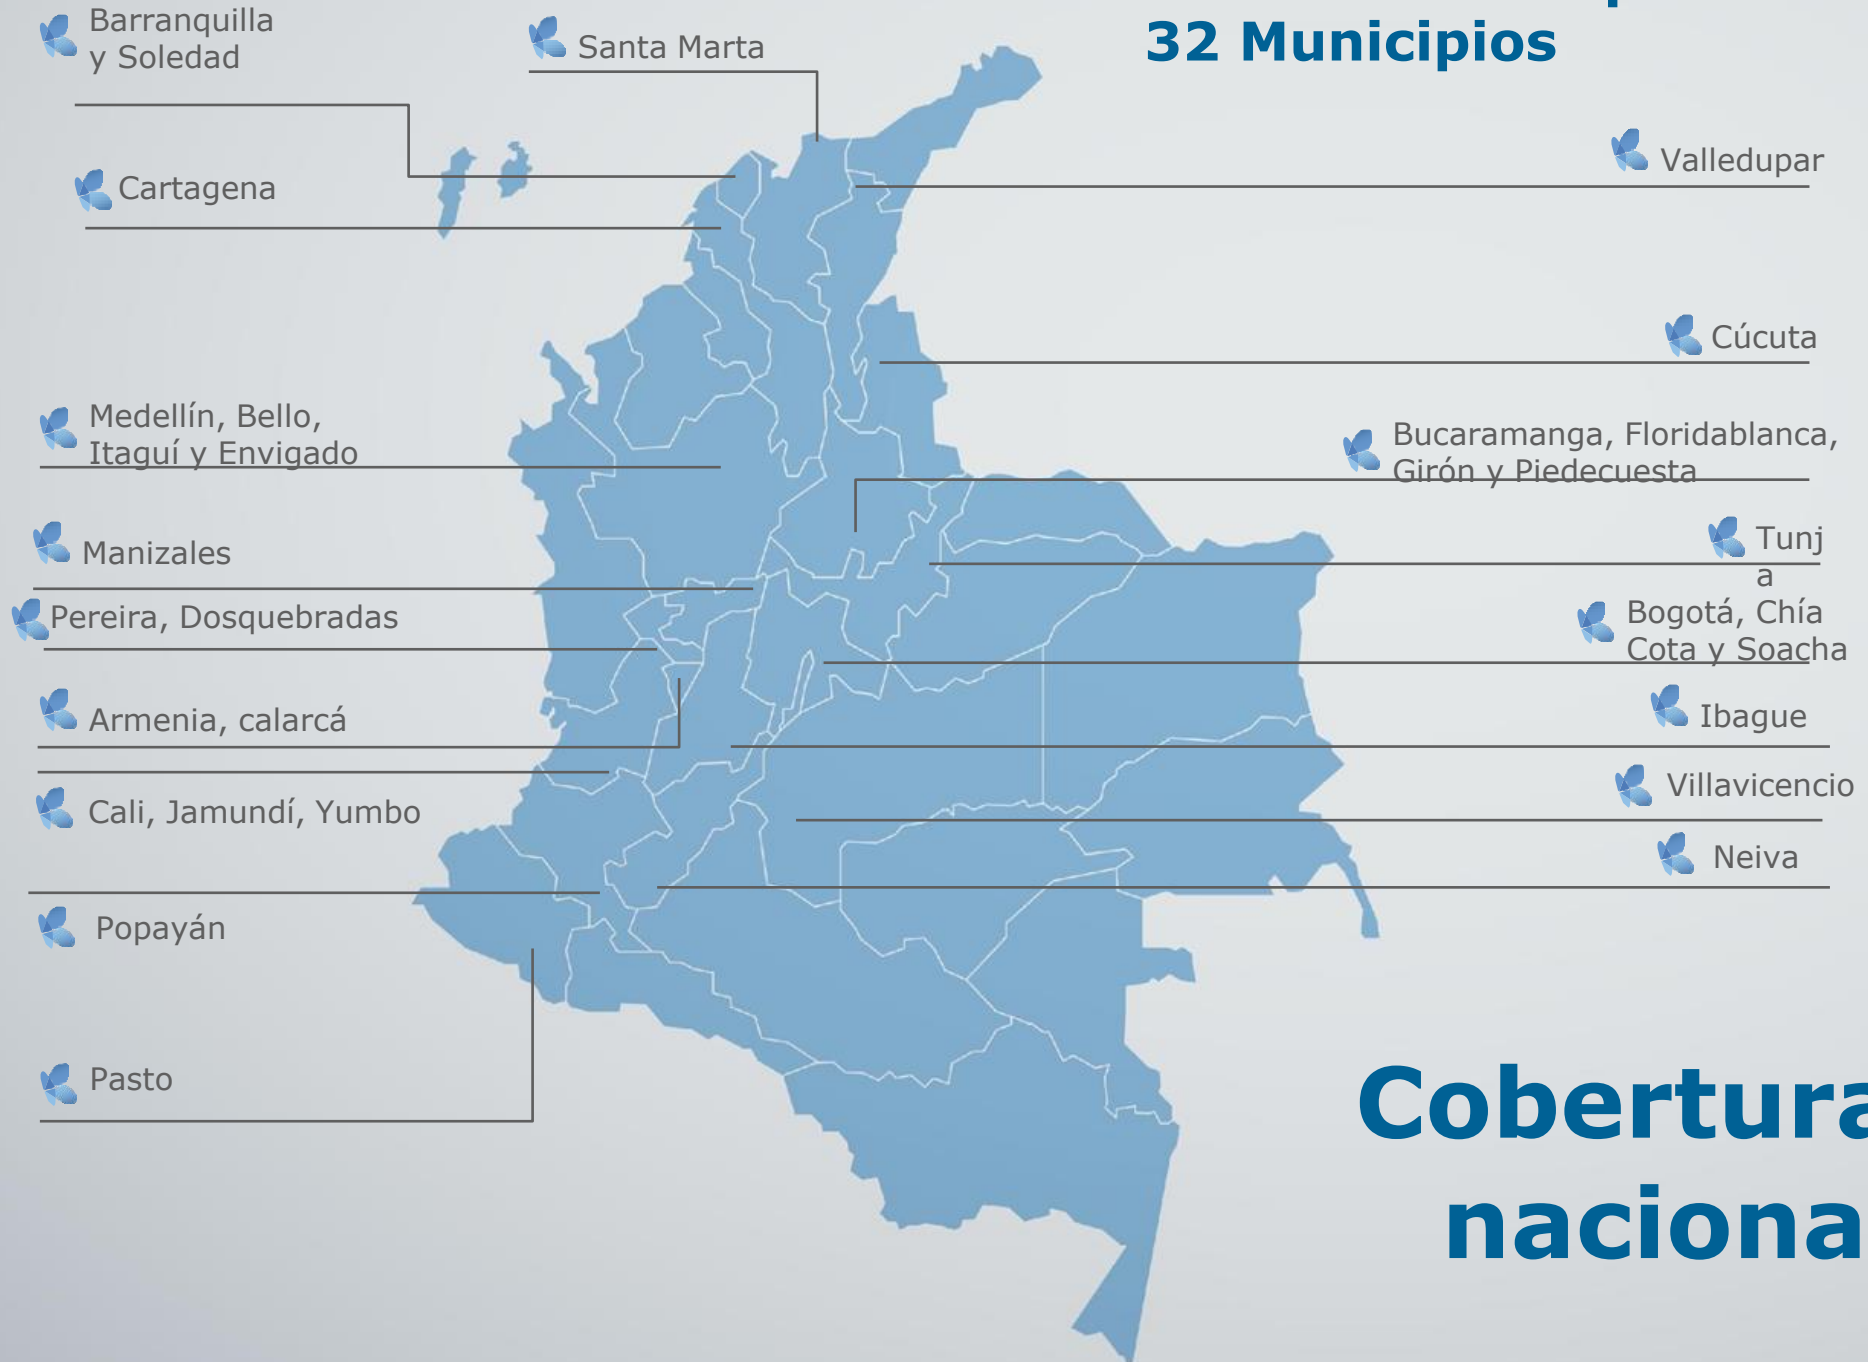 32 Municipios
Barranquilla
y Soledad
Santa Marta
Cartagena
Valledupar
Cúcuta
Medellín, Bello,
Itaguí y Envigado
Bucaramanga, Floridablanca,
Girón y Piedecuesta
Manizales
Tunj
a
Pereira, Dosquebradas
Bogotá, Chía
Cota y Soacha
Armenia, calarcá
Ibague
Cali, Jamundí, Yumbo
Villavicencio
Neiva
Popayán
Pasto
Cobertura
naciona